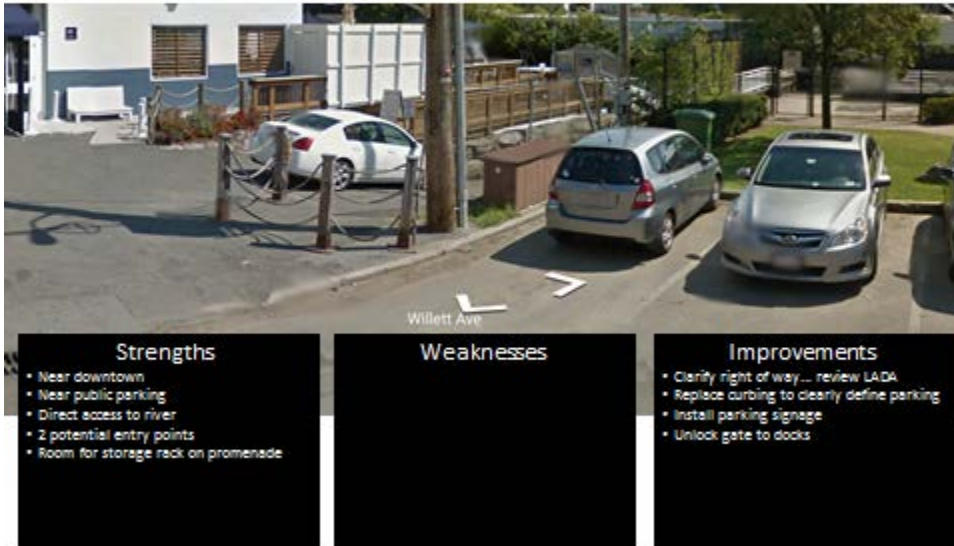 Willett Ave
Strengths
▪ Near downtown
▪ Near public parking
▪ Direct access to river
▪ 2 potential entry points
▪ Room for storage rack on promenade
Weaknesses
Improvements
▪ Clarify right of way... review LADA
▪ Replace curbing to clearly define parking
▪ Install parking signage
▪ Unlock gate to docks